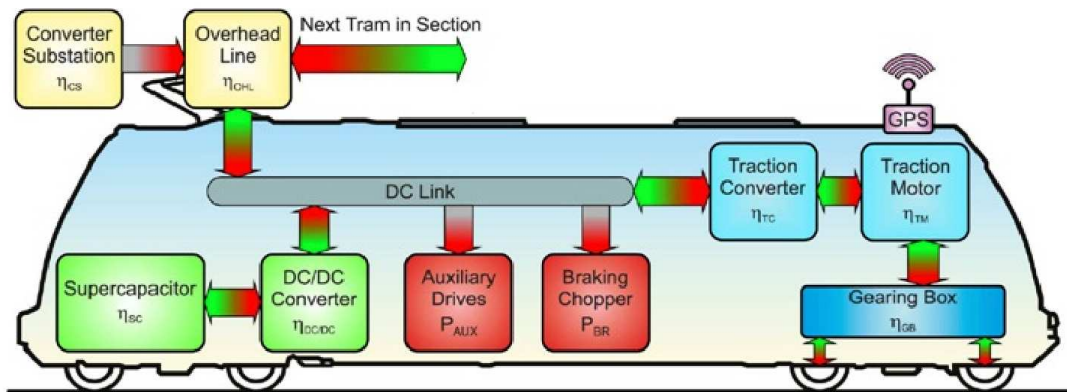 Converter
Substation
ηCS
Overhead
Line
ηOHL
Next Tram in Section
GPS
DC Link
Traction
Converter
ηTC
Traction
Motor
ηTM
Supercapacitor
ηSC
DC/DC
Converter
ηDC/DC
Auxiliary
Drives
PAUX
Braking
Chopper
PBR
Gearing Box
ηGB